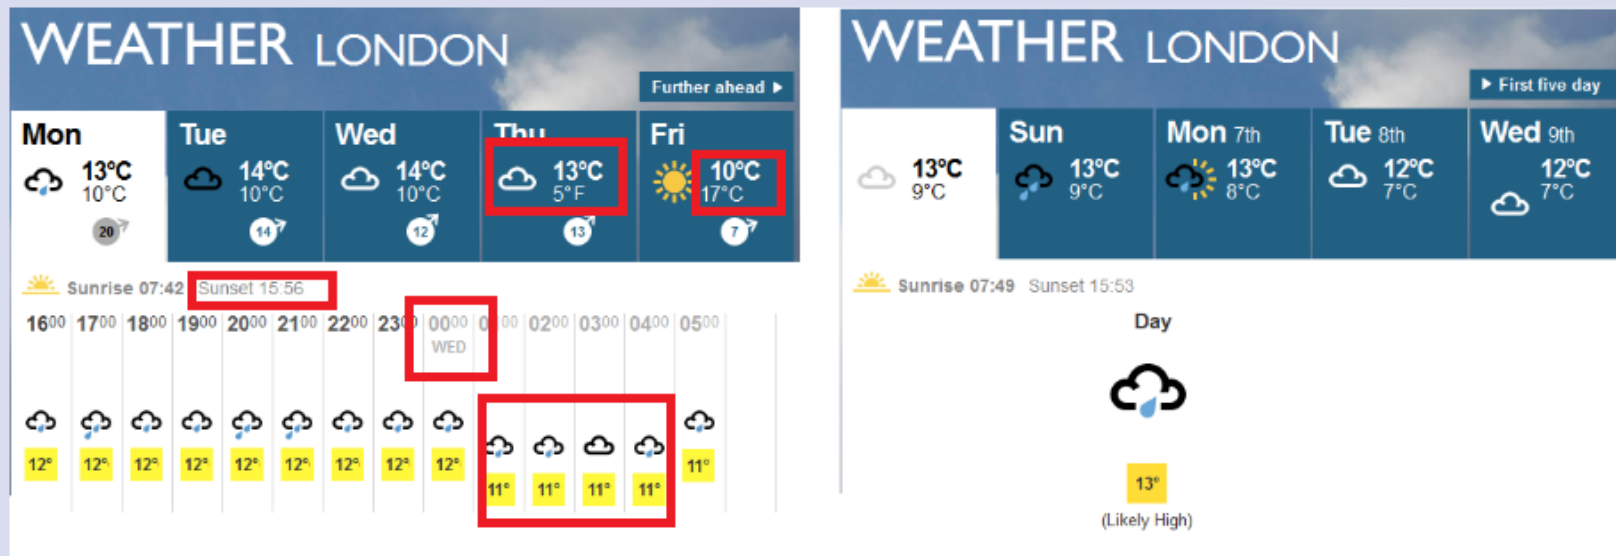 WEATHER LONDON
Further ahead
Mon Tue Wed Thu Fri
13°C 14°C 14°C 13°C 10°C
10°C 10°C 10°C 5°F 17°C
20 14 12 13 7
Sunrise 07:42 Sunset 15:56
1600 1700 1800 1900 2000 2100 2200 2300 0000 0100 0200 0300 0400 0500
WED
12° 12° 12° 12° 12° 12° 12° 12° 12° 11° 11° 11° 11° 11°
WEATHER LONDON
First five day
Sun Mon 7th Tue 8th Wed 9th
13°C 13°C 13°C 12°C 12°C
9°C 9°C 8°C 7°C 7°C
Sunrise 07:49 Sunset 15:53
Day
13°
(Likely High)